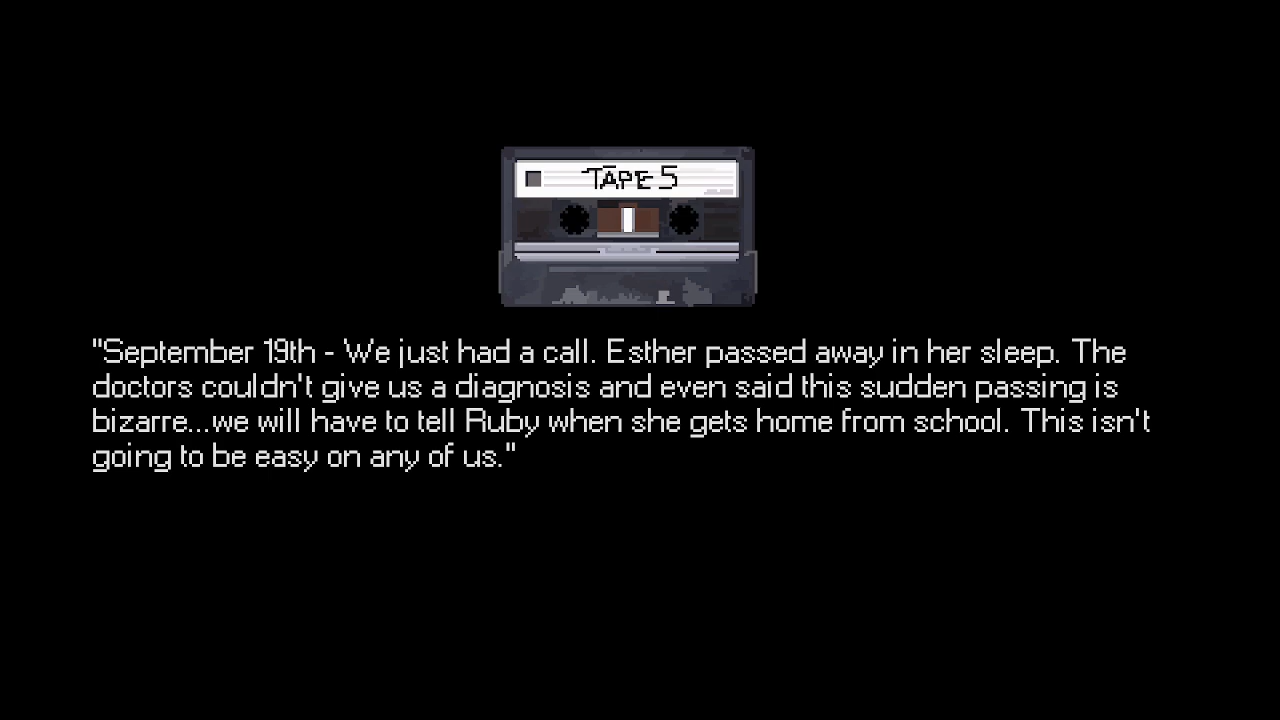 TAPE 5
"September 19th - We just had a call. Esther passed away in her sleep. The
doctors couldn't give us a diagnosis and even said this sudden passing is
bizarre...we will have to tell Ruby when she gets home from school. This isn't
going to be easy on any of us."